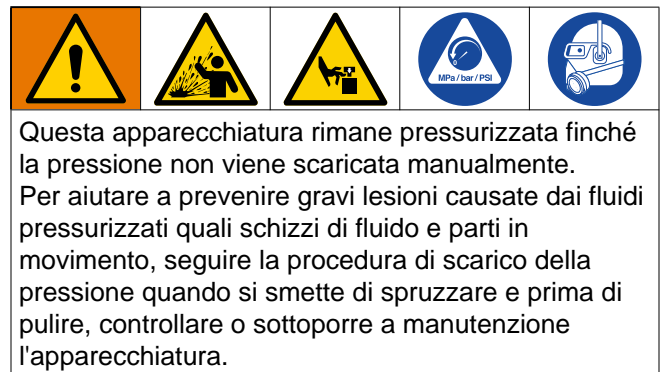 MPa/bar/PSI
Questa apparecchiatura rimane pressurizzata finché
la pressione non viene scaricata manualmente.
Per aiutare a prevenire gravi lesioni causate dai fluidi
pressurizzati quali schizzi di fluido e parti in
movimento, seguire la procedura di scarico della
pressione quando si smette di spruzzare e prima di
pulire, controllare o sottoporre a manutenzione
l'apparecchiatura.